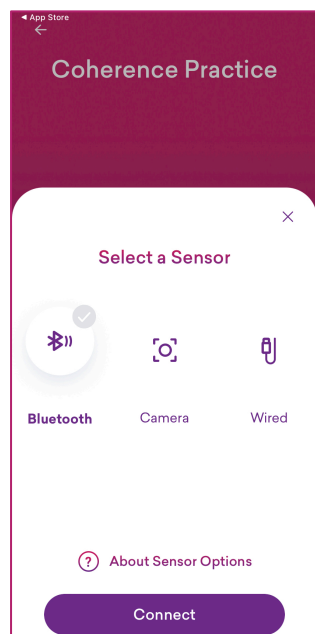 ◀ App Store
Coherence Practice
Select a Sensor
Bluetooth
Camera
Wired
? About Sensor Options
Connect